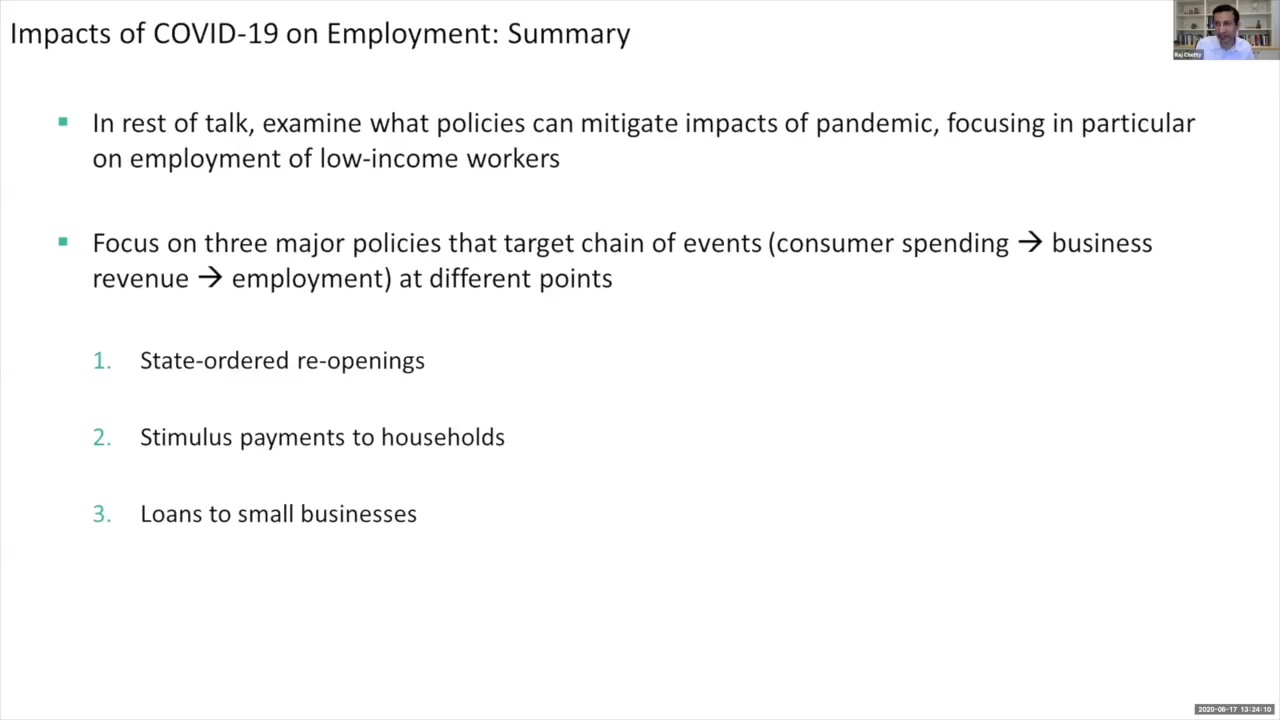 Impacts of COVID-19 on Employment: Summary
Raj Chetty
▪ In rest of talk, examine what policies can mitigate impacts of pandemic, focusing in particular
on employment of low-income workers
▪ Focus on three major policies that target chain of events (consumer spending → business
revenue → employment) at different points
1. State-ordered re-openings
2. Stimulus payments to households
3. Loans to small businesses
2020-06-17 13:24:10